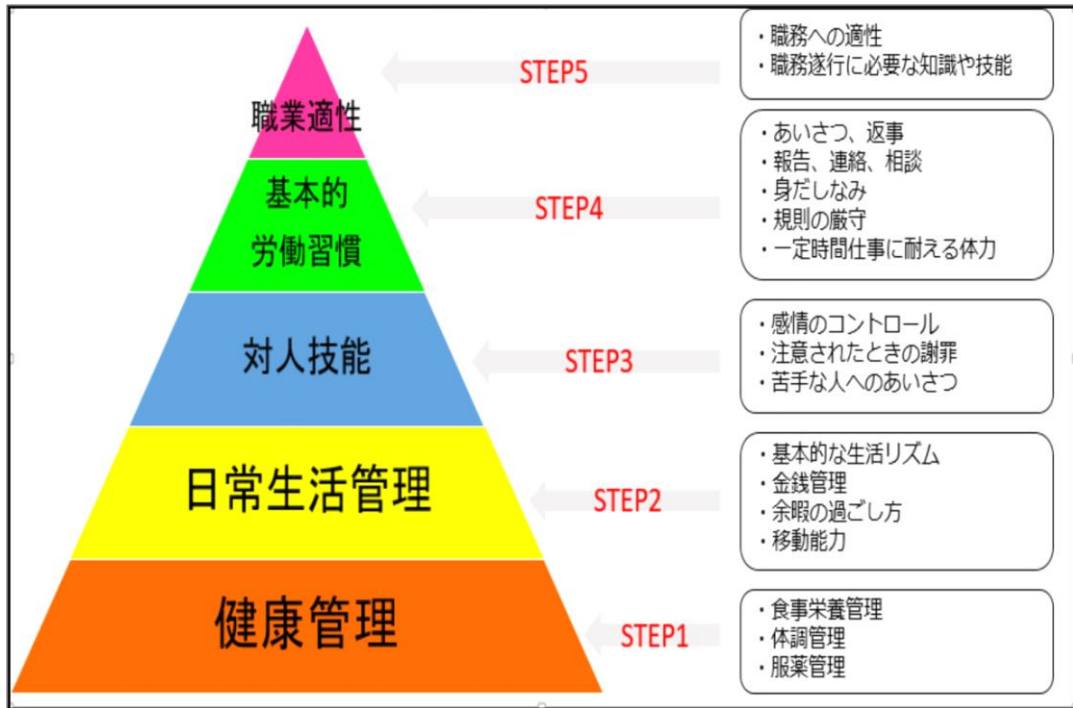 職業適性
STEP5
・職務への適性
・職務遂行に必要な知識や技能
基本的
労働習慣
STEP4
・あいさつ、返事
・報告、連絡、相談
・身だしなみ
・規則の厳守
・一定時間仕事に耐える体力
対人技能
STEP3
・感情のコントロール
・注意されたときの謝罪
・苦手な人へのあいさつ
日常生活管理
STEP2
・基本的な生活リズム
・金銭管理
・余暇の過ごし方
・移動能力
健康管理
STEP1
・食事栄養管理
・体調管理
・服薬管理